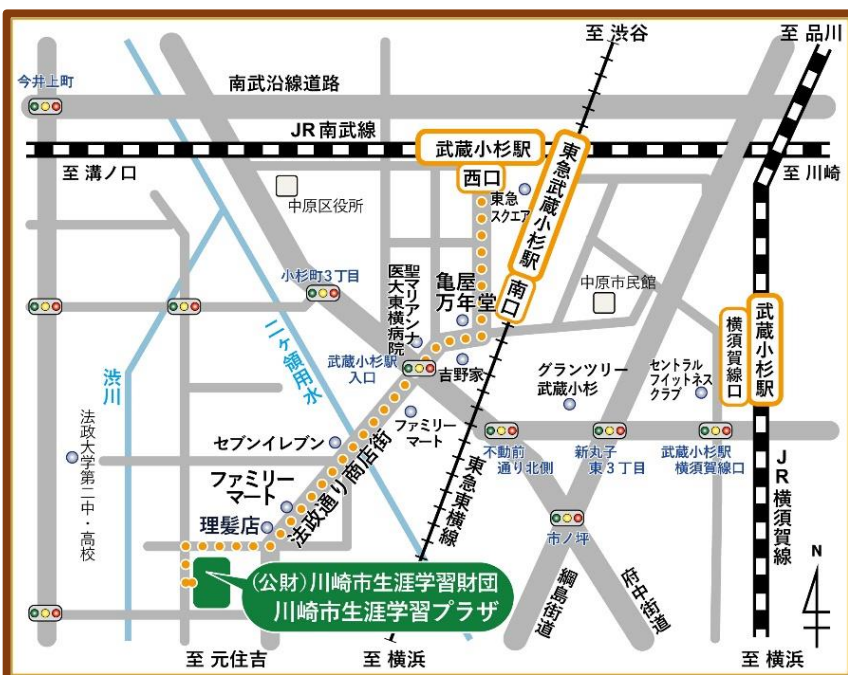 至 渋谷
至 品川
今井上町
南武沿線道路
JR南武線
武蔵小杉駅
西口
至 溝ノ口
至 川崎
東急
スクエア
東急武蔵小杉駅
南口
中原区役所
小杉町3丁目
聖マリアンナ
医大東横病院
亀屋
万年堂
中原市民館
二ヶ領用水
渋川
武蔵小杉駅
入口
吉野家
グランツリー
武蔵小杉
セントラル
フィットネス
クラブ
横須賀線口
武蔵小杉駅
ファミリー
マート
セブンイレブン
法政大学第二中・高校
不動前
通り北側
新丸子
東3丁目
武蔵小杉駅
横須賀線口
ファミリー
マート
法政通り商店街
東急東横線
JR横須賀線
理髪店
市ノ坪
N
(公財)川崎市生涯学習財団
川崎市生涯学習プラザ
綱島街道
府中街道
至 元住吉
至 横浜
至 横浜